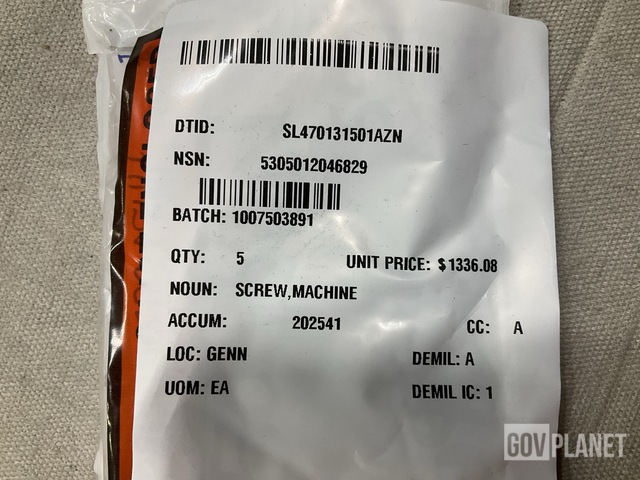 DTID: SL470131501AZN
NSN: 5305012046829
BATCH: 1007503891
QTY: 5 UNIT PRICE: $1336.08
NOUN: SCREW,MACHINE
ACCUM: 202541 CC: A
LOC: GENN DEMIL: A
UOM: EA DEMIL IC: 1
GOVPLANET